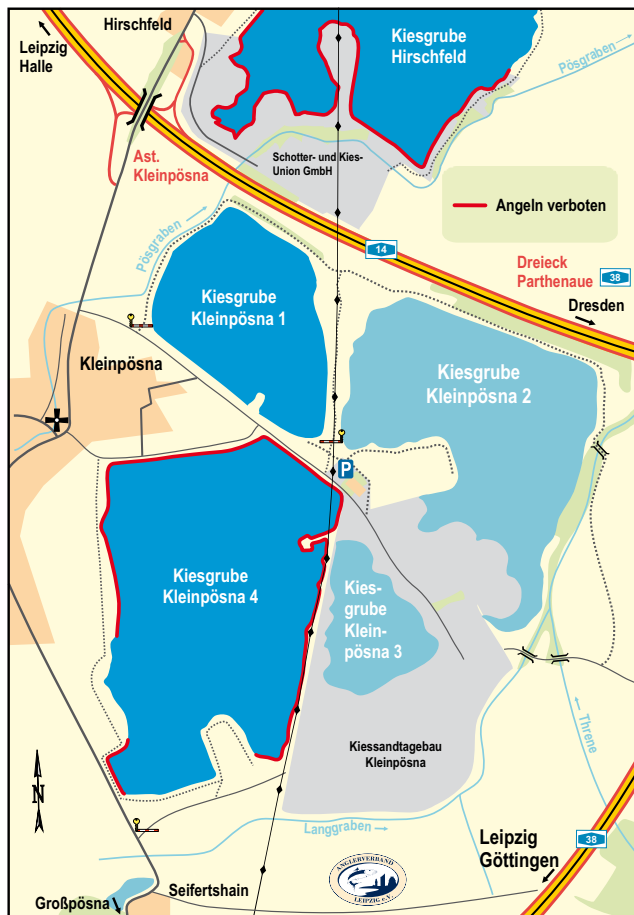 Hirschfeld
Leipzig
Halle
Kiesgrube
Hirschfeld
Pösgraben
Ast.
Kleinpösna
Schotter- und Kies-
Union GmbH
Angeln verboten
Pösgraben
14
Dreieck
Parthenaue
38
Dresden
Kiesgrube
Kleinpösna 1
Kleinpösna
Kiesgrube
Kleinpösna 2
P
Kiesgrube
Kleinpösna 4
Kies-
grube
Klein-
pösna 3
Kiessandtagebau
Kleinpösna
Threne
N
Langgraben
Leipzig
Göttingen
38
ANGLERVERBAND
LEIPZIG e.V.
Seifertshain
Großpösna